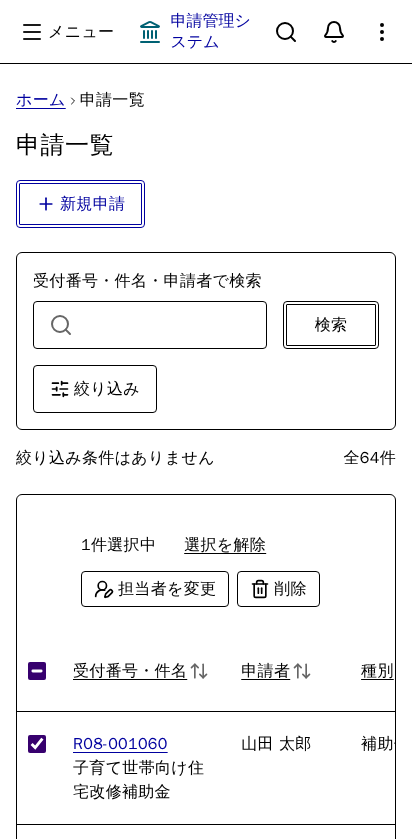 メニュー
申請管理シ
ステム
ホーム › 申請一覧
申請一覧
新規申請
受付番号・件名・申請者で検索
検索
絞り込み
絞り込み条件はありません 全64件
1件選択中 選択を解除
担当者を変更 削除
受付番号・件名 申請者 種別
R08-001060 山田 太郎 補助
子育て世帯向け住
宅改修補助金